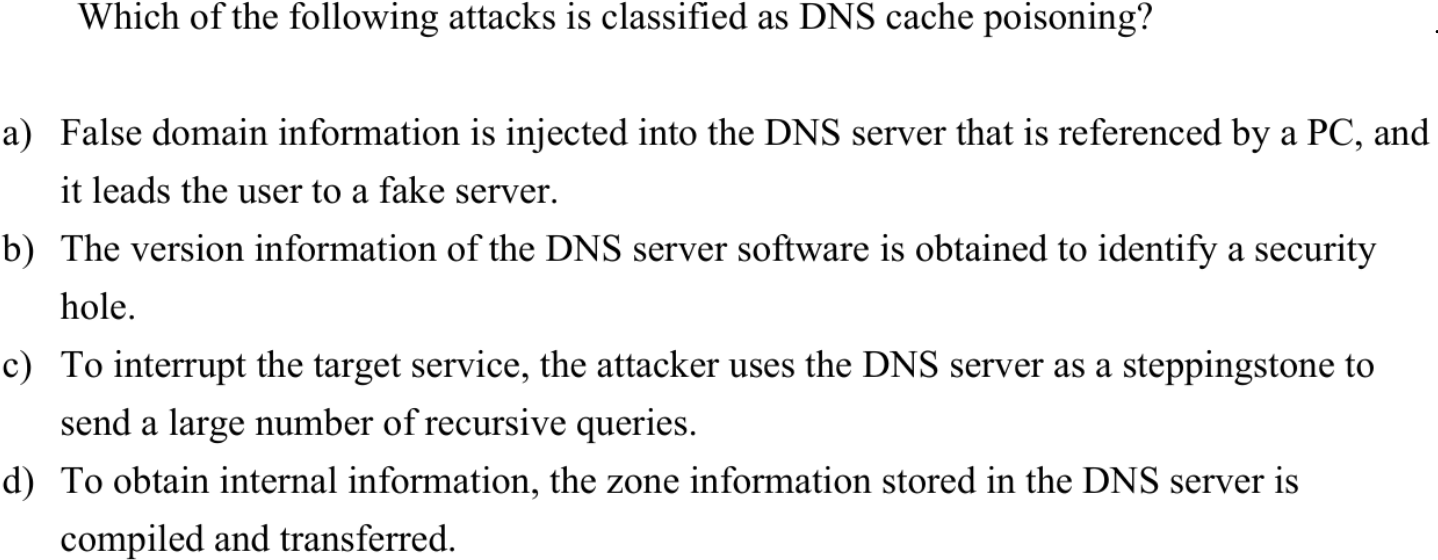 Which of the following attacks is classified as DNS cache poisoning?
a) False domain information is injected into the DNS server that is referenced by a PC, and
it leads the user to a fake server.
b) The version information of the DNS server software is obtained to identify a security
hole.
c) To interrupt the target service, the attacker uses the DNS server as a steppingstone to
send a large number of recursive queries.
d) To obtain internal information, the zone information stored in the DNS server is
compiled and transferred.